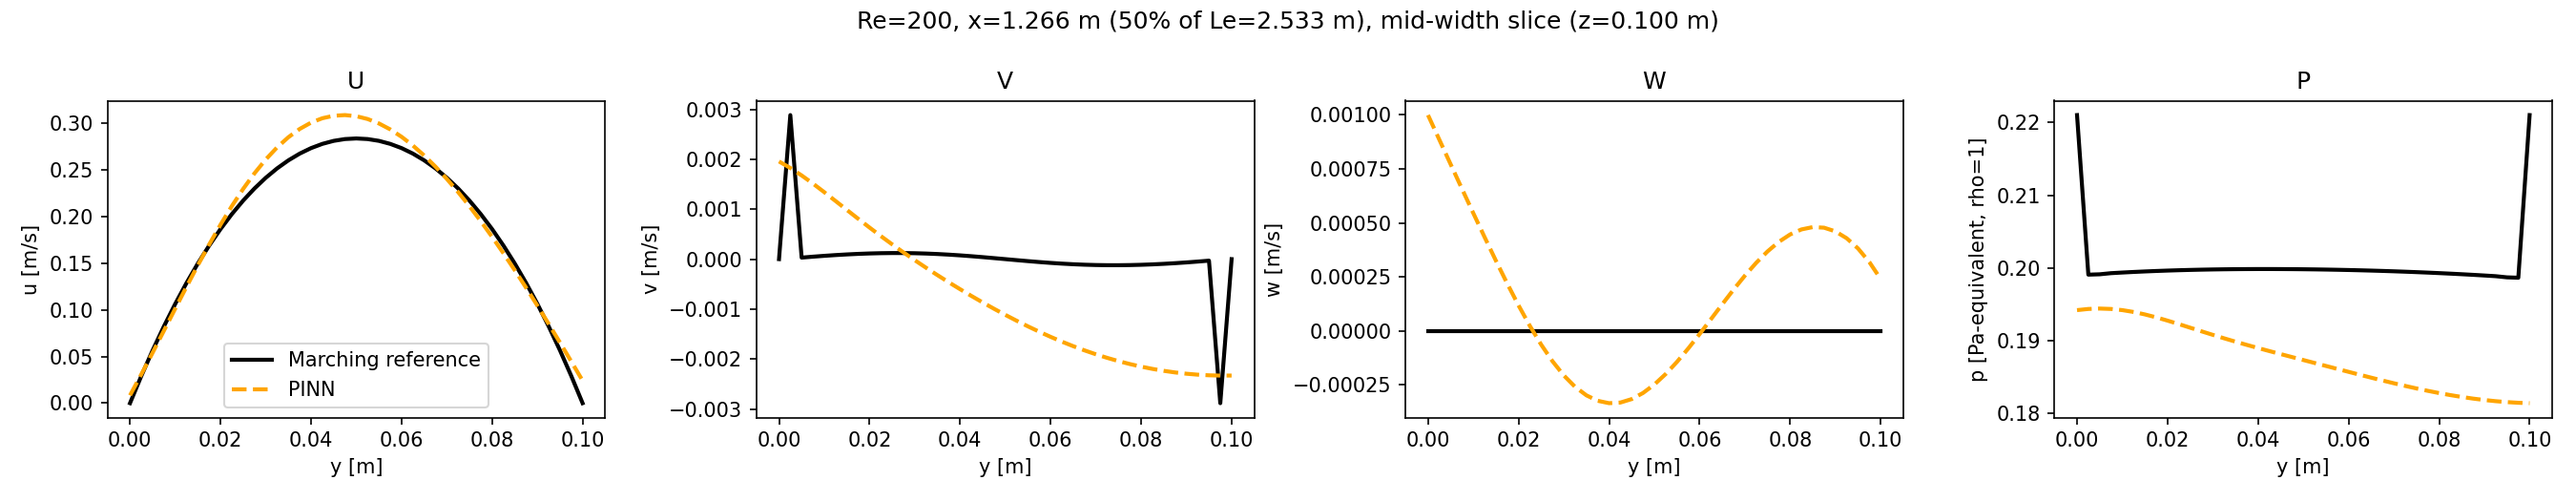 Re=200, x=1.266 m (50% of Le=2.533 m), mid-width slice (z=0.100 m)
U
u [m/s]
0.30
0.25
0.20
0.15
0.10
0.05
0.00
Marching reference
PINN
0.00 0.02 0.04 0.06 0.08 0.10
y [m]
V
v [m/s]
0.003
0.002
0.001
0.000
−0.001
−0.002
−0.003
0.00 0.02 0.04 0.06 0.08 0.10
y [m]
W
w [m/s]
0.00100
0.00075
0.00050
0.00025
0.00000
−0.00025
0.00 0.02 0.04 0.06 0.08 0.10
y [m]
P
p [Pa-equivalent, rho=1]
0.22
0.21
0.20
0.19
0.18
0.00 0.02 0.04 0.06 0.08 0.10
y [m]